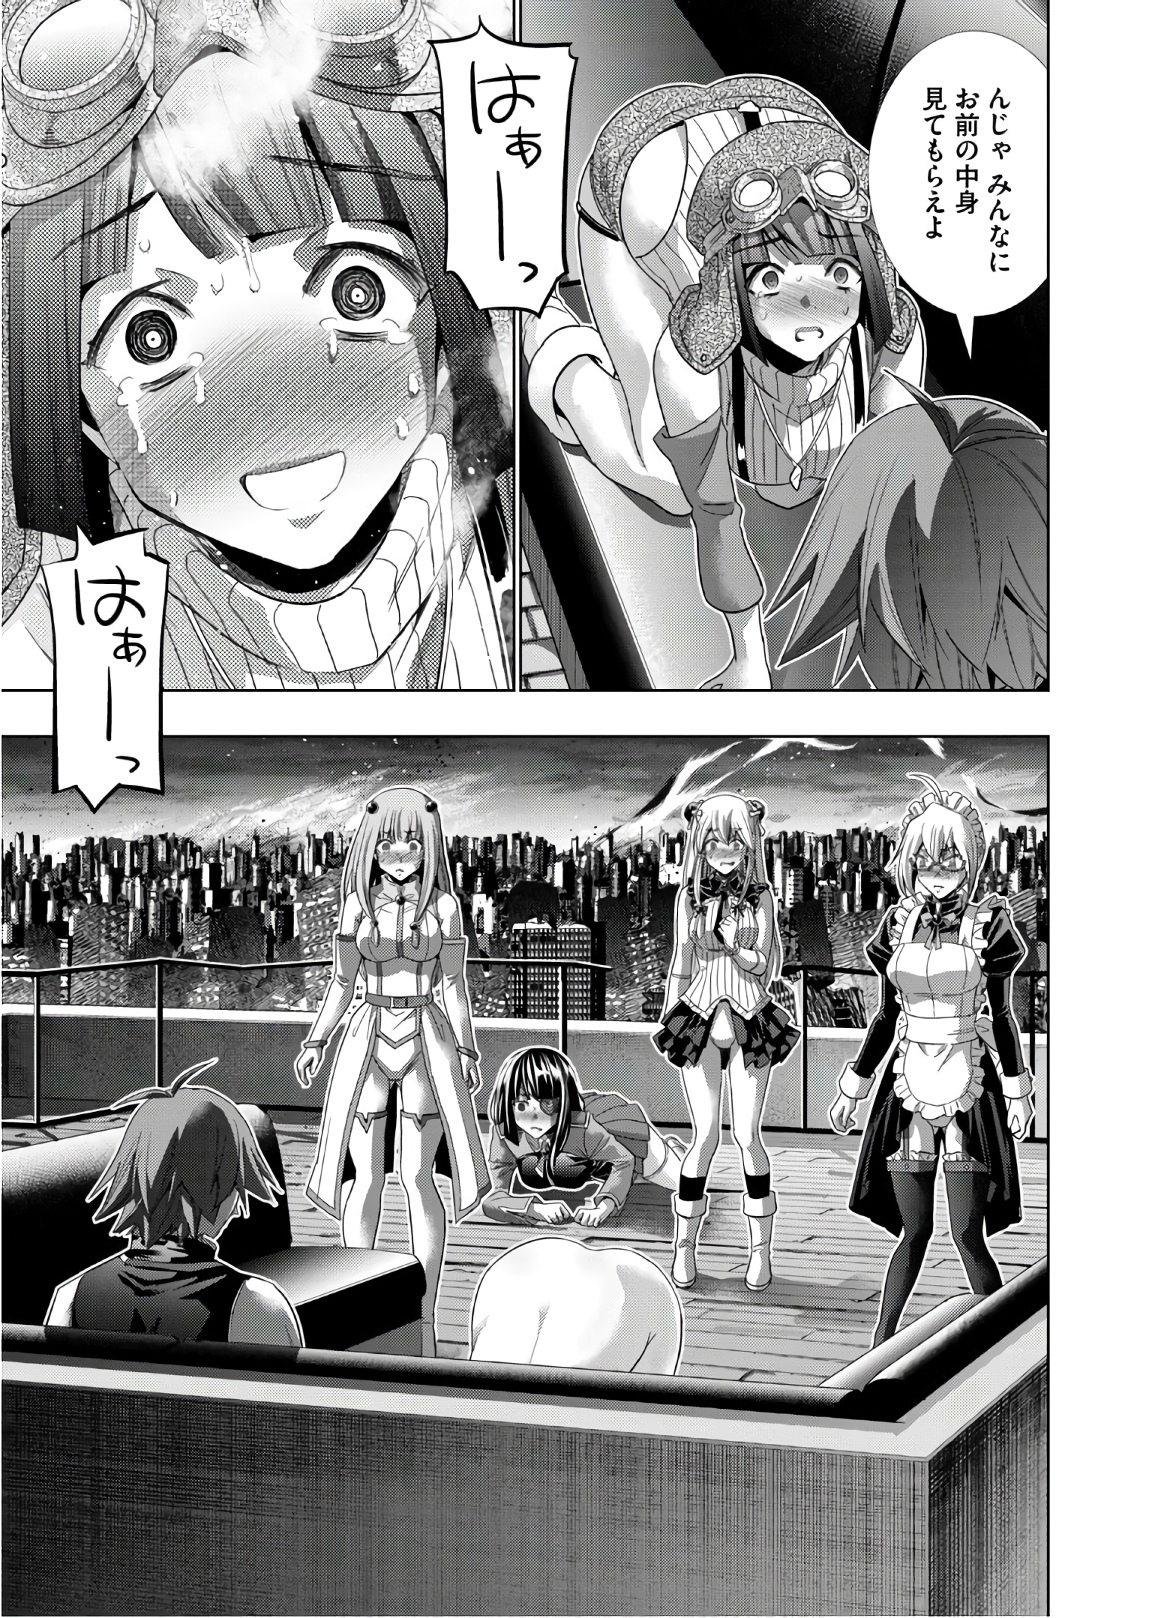 んじゃ みんなに
お前の中身
見てもらえよ
はぁーっ
はぁーっ